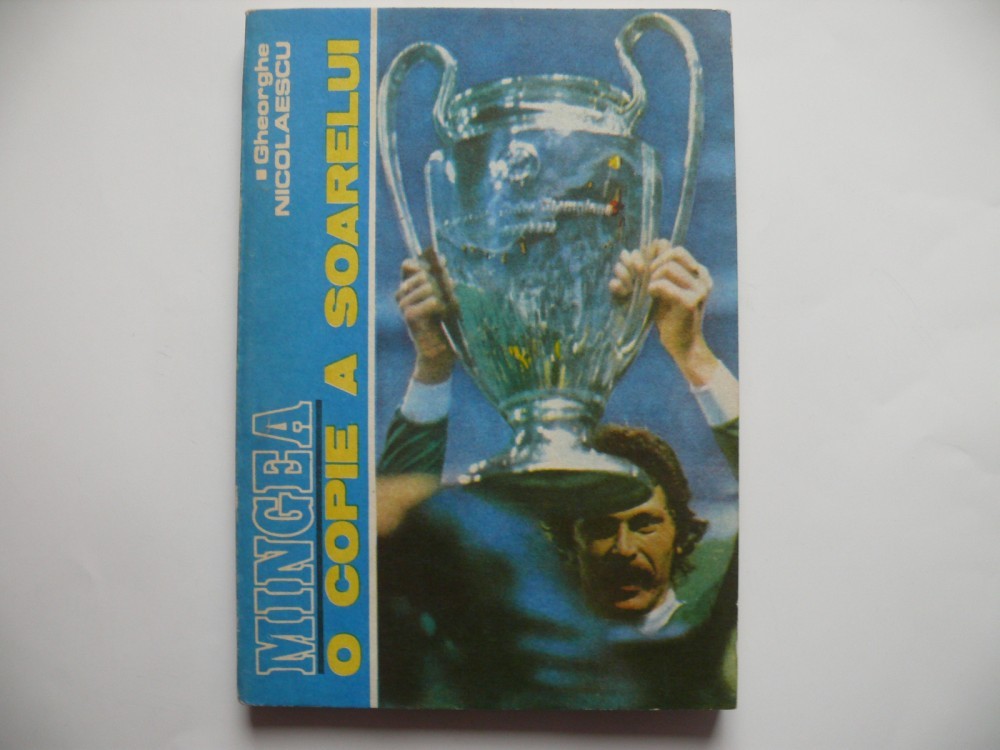 Gheorghe
NICOLAESCU
MINGEA
O COPIE A SOARELUI